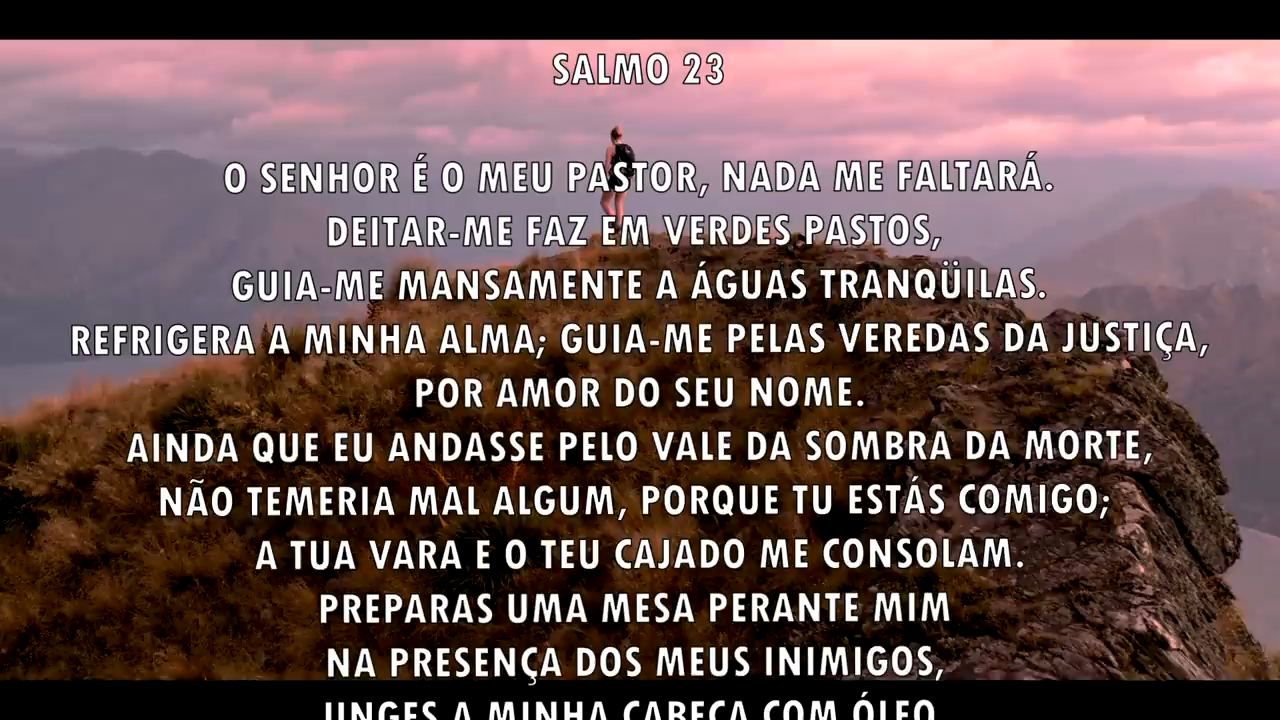 SALMO 23
O SENHOR É O MEU PASTOR, NADA ME FALTARÁ.
DEITAR-ME FAZ EM VERDES PASTOS,
GUIA-ME MANSAMENTE A ÁGUAS TRANQÜILAS.
REFRIGERA A MINHA ALMA; GUIA-ME PELAS VEREDAS DA JUSTIÇA,
POR AMOR DO SEU NOME.
AINDA QUE EU ANDASSE PELO VALE DA SOMBRA DA MORTE,
NÃO TEMERIA MAL ALGUM, PORQUE TU ESTÁS COMIGO;
A TUA VARA E O TEU CAJADO ME CONSOLAM.
PREPARAS UMA MESA PERANTE MIM
NA PRESENÇA DOS MEUS INIMIGOS,
UNGES A MINHA CABEÇA COM ÓLEO